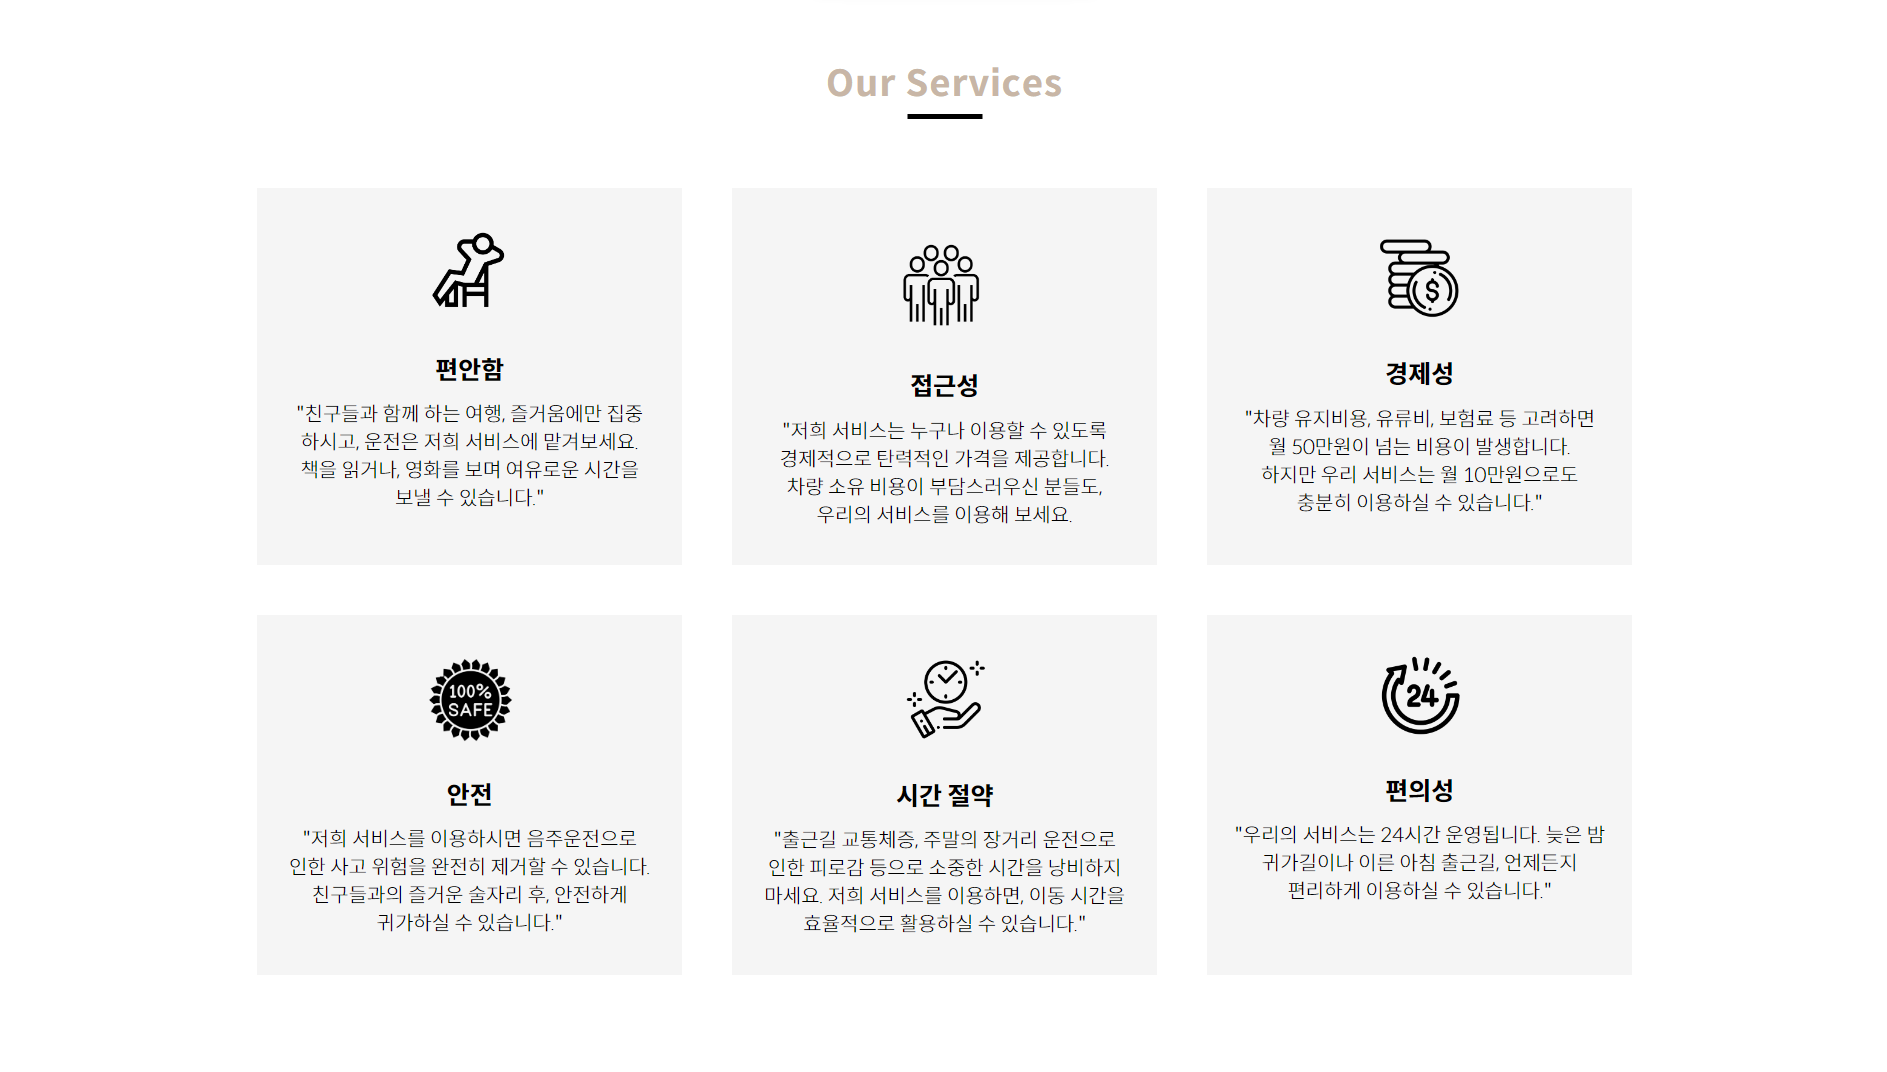 Our Services
편안함
"친구들과 함께 하는 여행, 즐거움에만 집중
하시고, 운전은 저희 서비스에 맡겨보세요.
책을 읽거나, 영화를 보며 여유로운 시간을
보낼 수 있습니다."
접근성
"저희 서비스는 누구나 이용할 수 있도록
경제적으로 탄력적인 가격을 제공합니다.
차량 소유 비용이 부담스러우신 분들도,
우리의 서비스를 이용해 보세요.
경제성
"차량 유지비용, 유류비, 보험료 등 고려하면
월 50만원이 넘는 비용이 발생합니다.
하지만 우리 서비스는 월 10만원으로도
충분히 이용하실 수 있습니다."
100%
SAFE
안전
"저희 서비스를 이용하시면 음주운전으로
인한 사고 위험을 완전히 제거할 수 있습니다.
친구들과의 즐거운 술자리 후, 안전하게
귀가하실 수 있습니다."
시간 절약
"출근길 교통체증, 주말의 장거리 운전으로
인한 피로감 등으로 소중한 시간을 낭비하지
마세요. 저희 서비스를 이용하면, 이동 시간을
효율적으로 활용하실 수 있습니다."
24
편의성
"우리의 서비스는 24시간 운영됩니다. 늦은 밤
귀가길이나 이른 아침 출근길, 언제든지
편리하게 이용하실 수 있습니다."